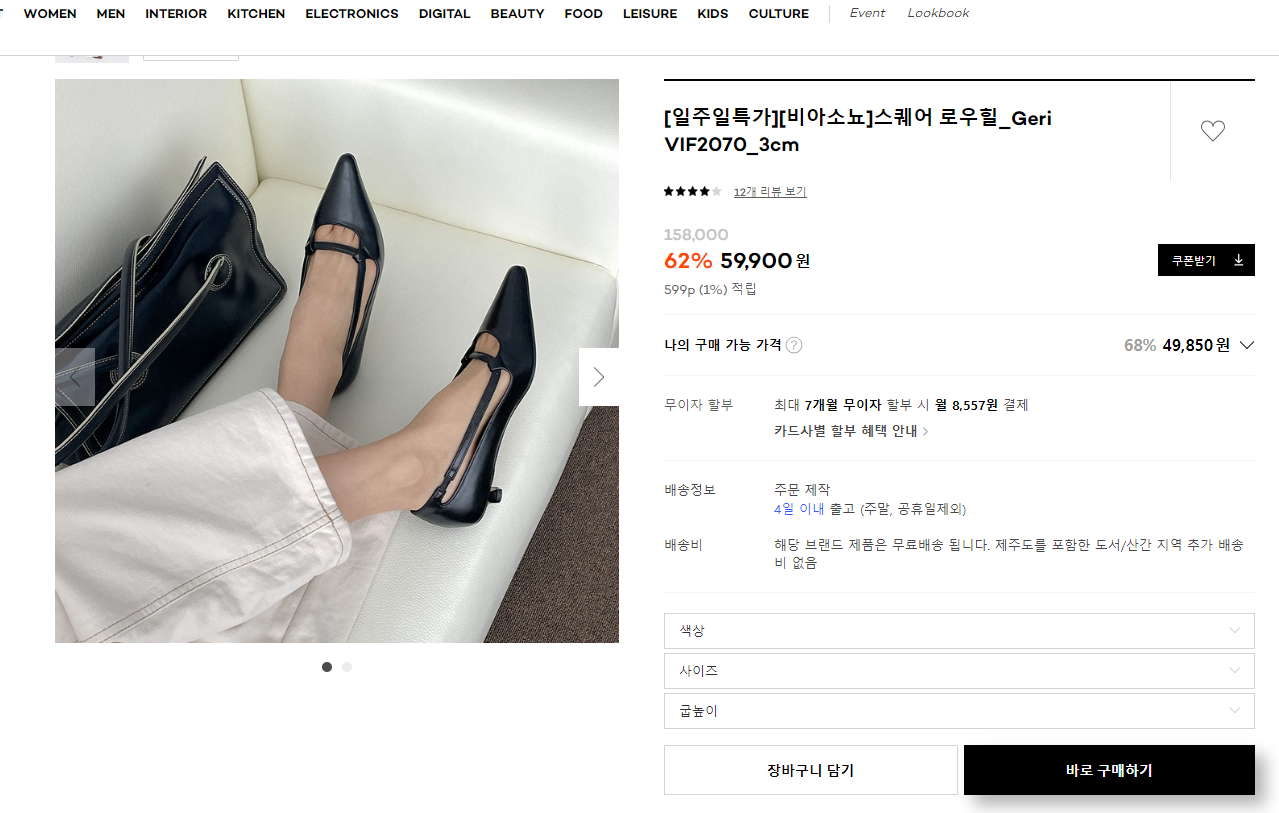 WOMEN MEN INTERIOR KITCHEN ELECTRONICS DIGITAL BEAUTY FOOD LEISURE KIDS CULTURE Event Lookbook
[일주일특가][비아소뇨]스퀘어 로우힐_Geri
VIF2070_3cm
12개 리뷰 보기
158,000
62% 59,900 원
쿠폰받기
599p (1%) 적립
나의 구매 가능 가격 ?
68% 49,850 원
무이자 할부 최대 7개월 무이자 할부 시 월 8,557원 결제
카드사별 할부 혜택 안내
배송정보 주문 제작
4일 이내 출고 (주말, 공휴일제외)
배송비 해당 브랜드 제품은 무료배송 됩니다. 제주도를 포함한 도서/산간 지역 추가 배송
비 없음
색상
사이즈
굽높이
장바구니 담기 바로 구매하기